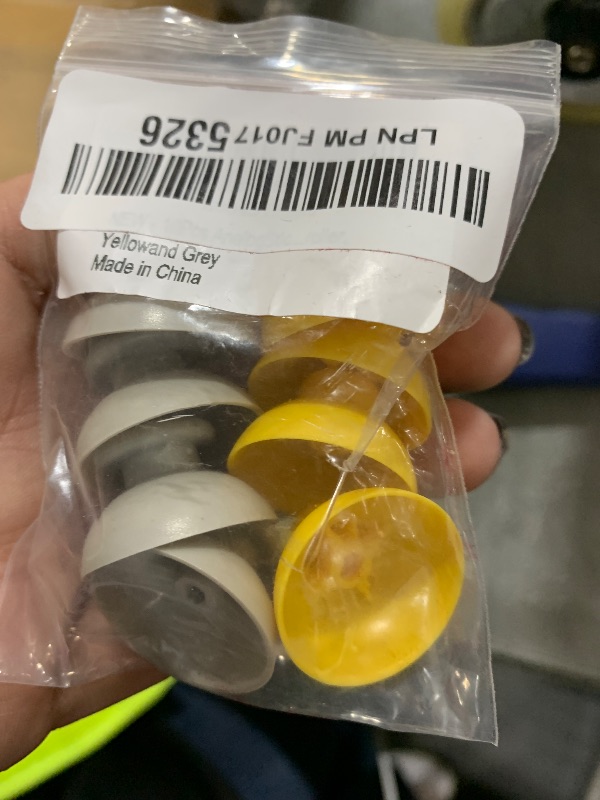 LPN PM FJ0175326
Yellowand Grey
Made in China